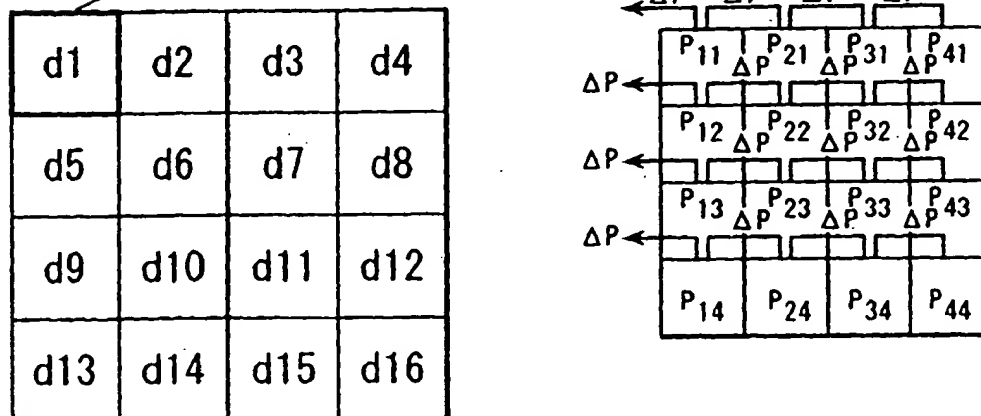 d1 d2 d3 d4
d5 d6 d7 d8
d9 d10 d11 d12
d13 d14 d15 d16
P11 P21 P31 P41
ΔP ΔP ΔP
ΔP
P12 P22 P32 P42
ΔP ΔP ΔP
ΔP
P13 P23 P33 P43
ΔP ΔP ΔP
ΔP
P14 P24 P34 P44